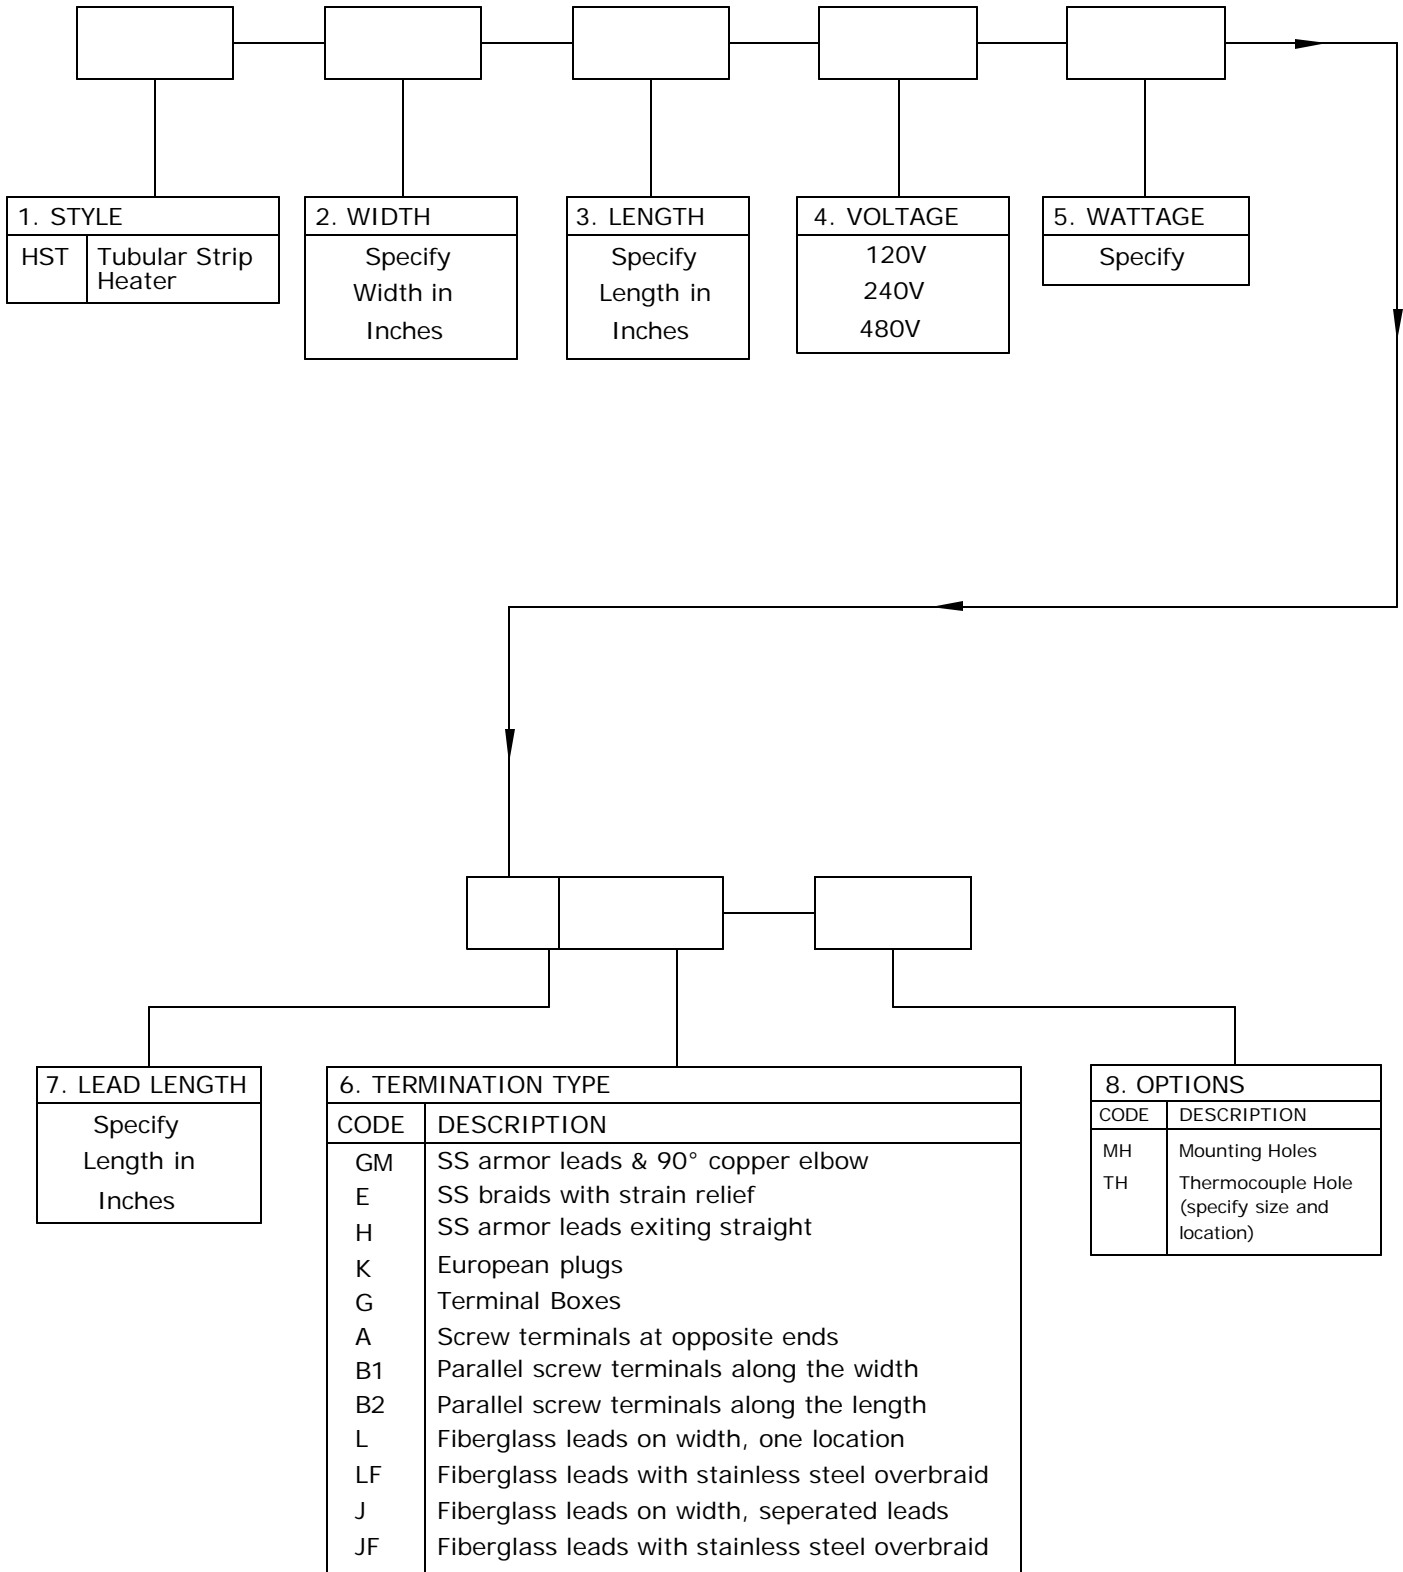 1. STYLE
HST Tubular Strip
Heater
2. WIDTH
Specify
Width in
Inches
3. LENGTH
Specify
Length in
Inches
4. VOLTAGE
120V
240V
480V
5. WATTAGE
Specify
7. LEAD LENGTH
Specify
Length in
Inches
6. TERMINATION TYPE
CODE DESCRIPTION
GM SS armor leads & 90° copper elbow
E SS braids with strain relief
H SS armor leads exiting straight
K European plugs
G Terminal Boxes
A Screw terminals at opposite ends
B1 Parallel screw terminals along the width
B2 Parallel screw terminals along the length
L Fiberglass leads on width, one location
LF Fiberglass leads with stainless steel overbraid
J Fiberglass leads on width, seperated leads
JF Fiberglass leads with stainless steel overbraid
8. OPTIONS
CODE DESCRIPTION
MH Mounting Holes
TH Thermocouple Hole
(specify size and
location)